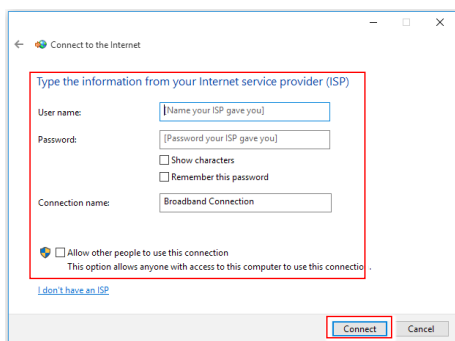 Connect to the Internet
Type the information from your Internet service provider (ISP)
User name: [Name your ISP gave you]
Password: [Password your ISP gave you]
Show characters
Remember this password
Connection name: Broadband Connection
Allow other people to use this connection
This option allows anyone with access to this computer to use this connection.
I don't have an ISP
Connect Cancel